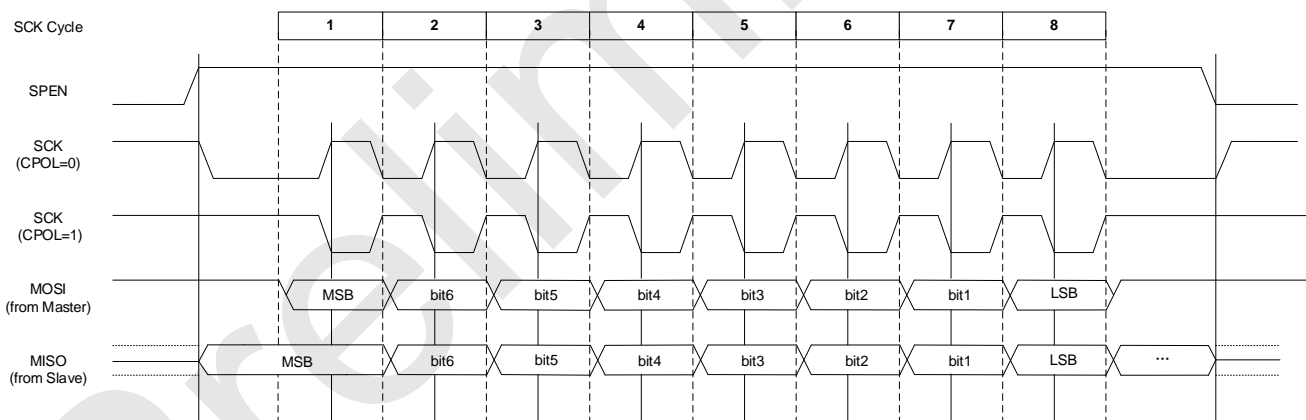 SCK Cycle 1 2 3 4 5 6 7 8
SPEN
SCK
(CPOL=0)
SCK
(CPOL=1)
MOSI
(from Master)
MSB bit6 bit5 bit4 bit3 bit2 bit1 LSB
MISO
(from Slave)
MSB bit6 bit5 bit4 bit3 bit2 bit1 LSB ...
Prelim